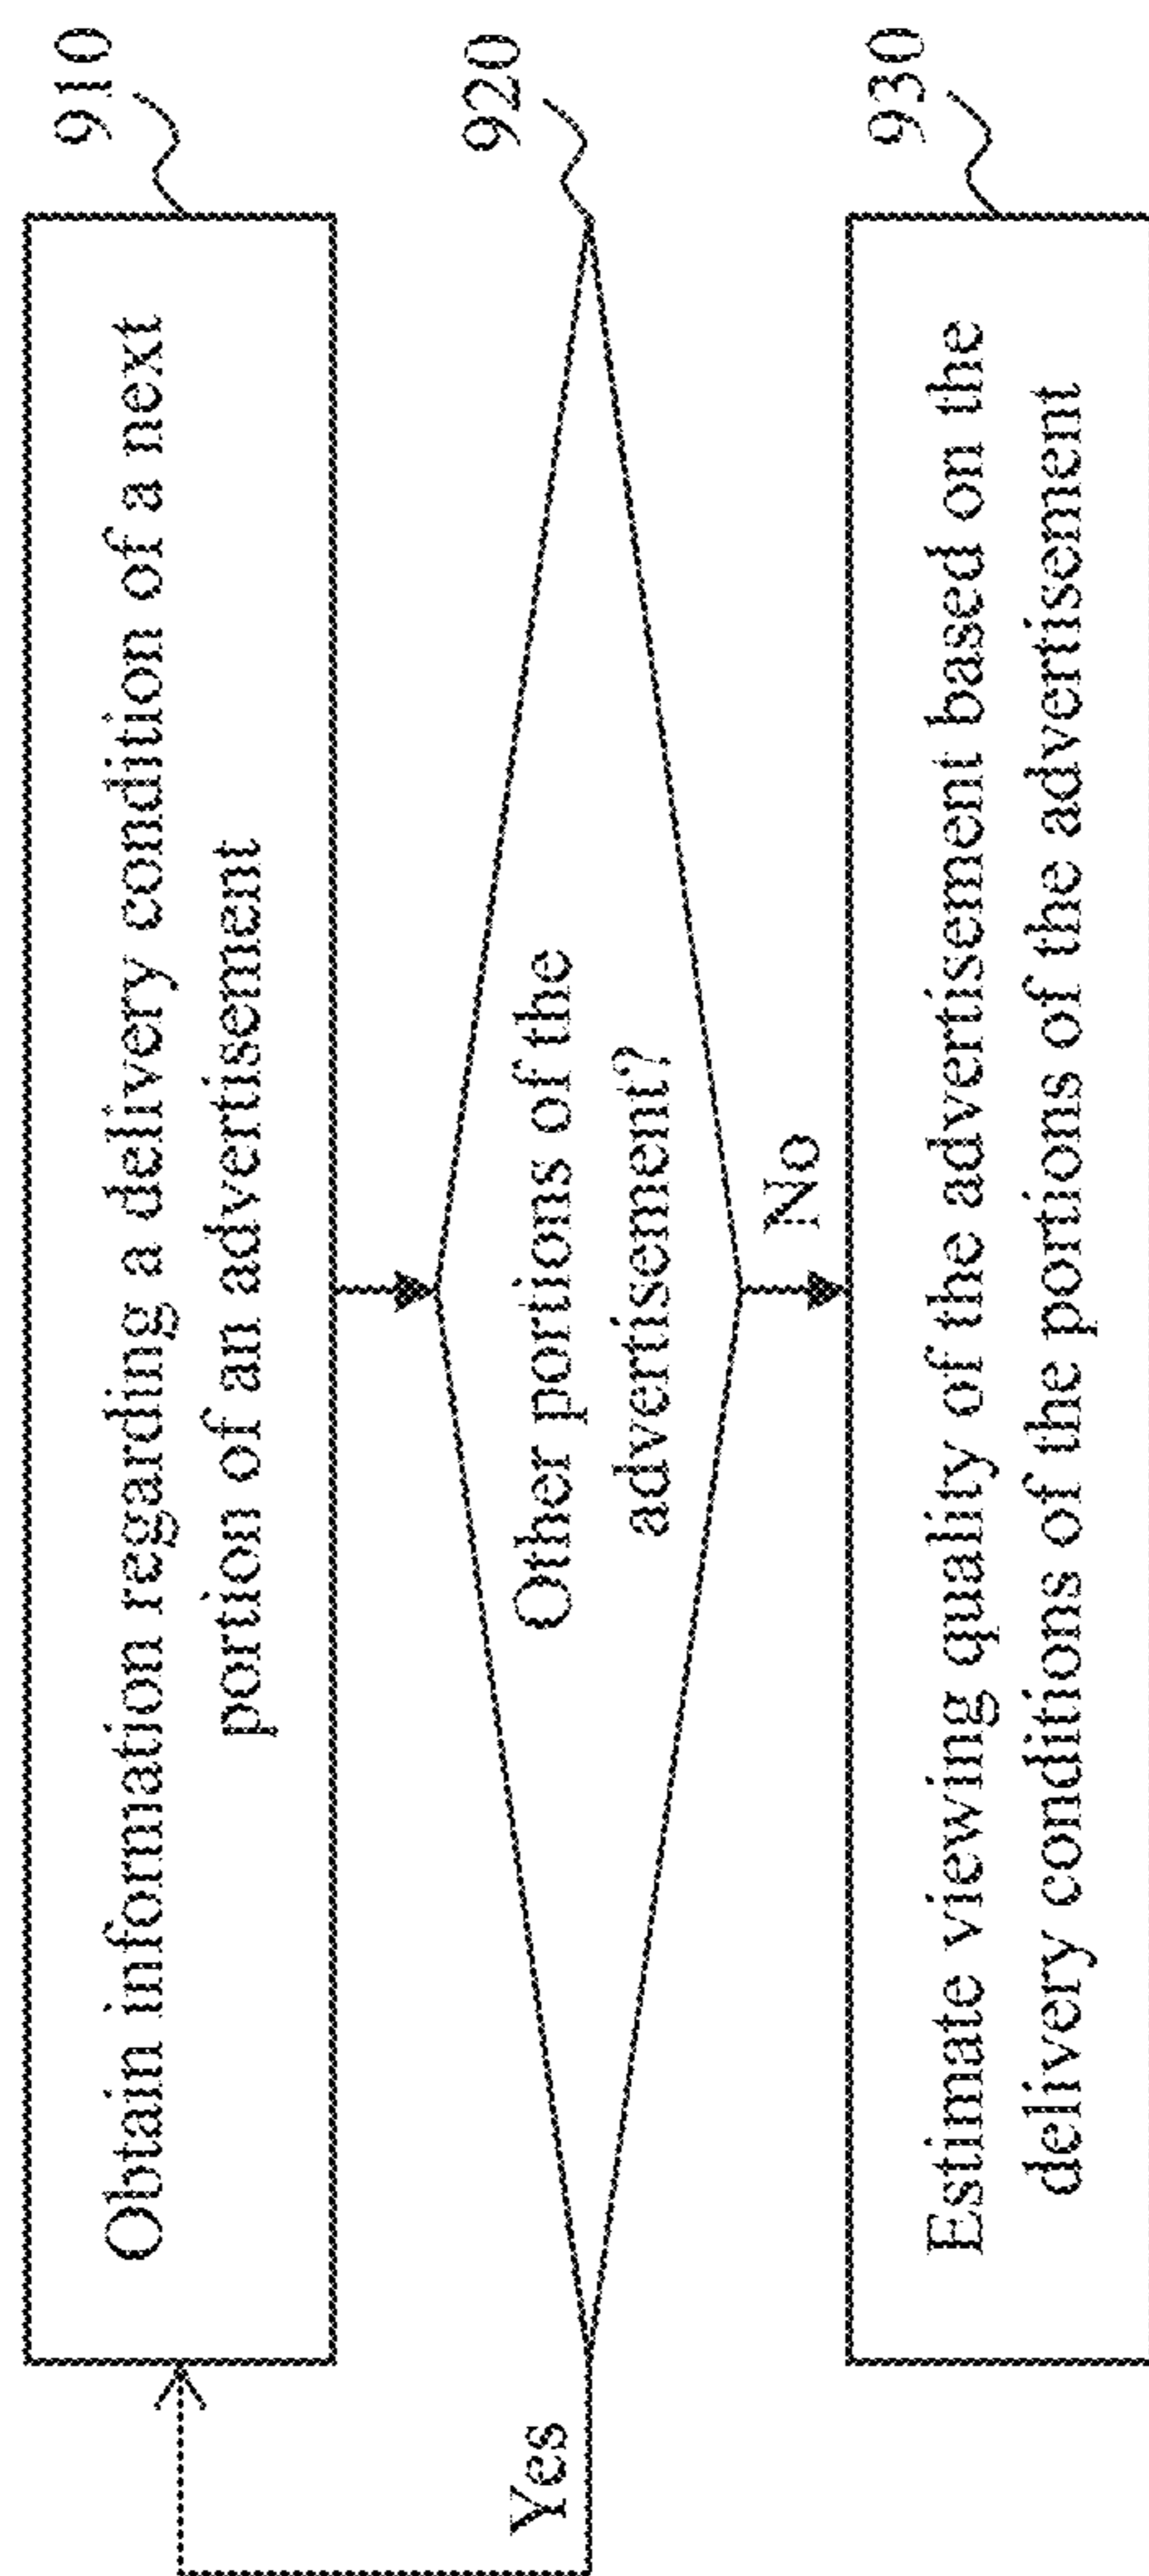 910
Obtain information regarding a delivery condition of a next
portion of an advertisement
920
Other portions of the
advertisement?
Yes
No
930
Estimate viewing quality of the advertisement based on the
delivery conditions of the portions of the advertisement